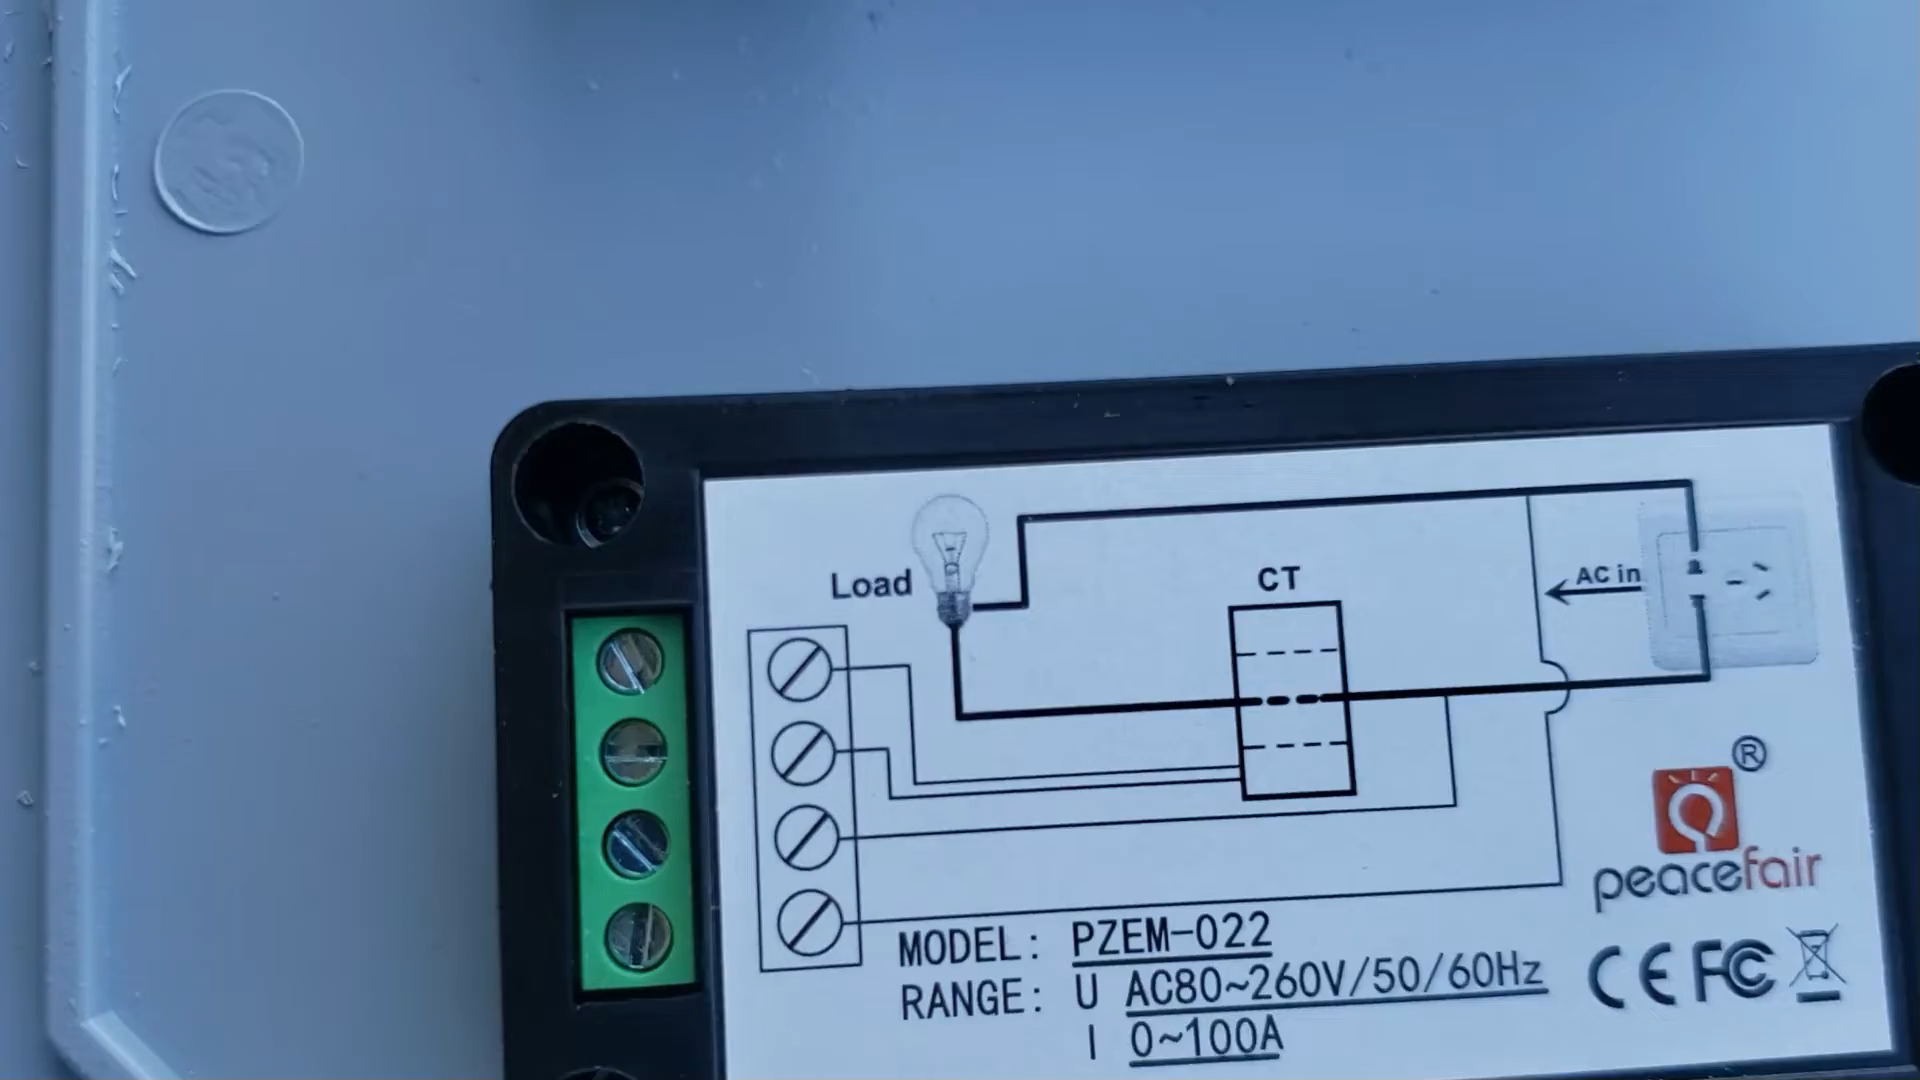 Load
CT
AC in
®
peacefair
MODEL: PZEM-022
RANGE: U AC80~260V/50/60Hz
I 0~100A
CE FC